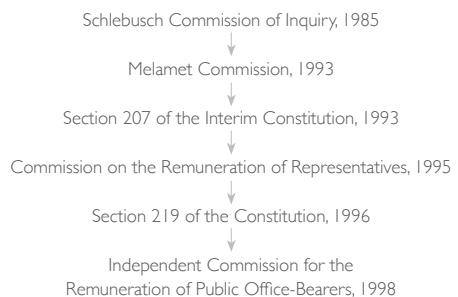 Schlebusch Commission of Inquiry, 1985
Melamet Commission, 1993
Section 207 of the Interim Constitution, 1993
Commission on the Remuneration of Representatives, 1995
Section 219 of the Constitution, 1996
Independent Commission for the
Remuneration of Public Office-Bearers, 1998